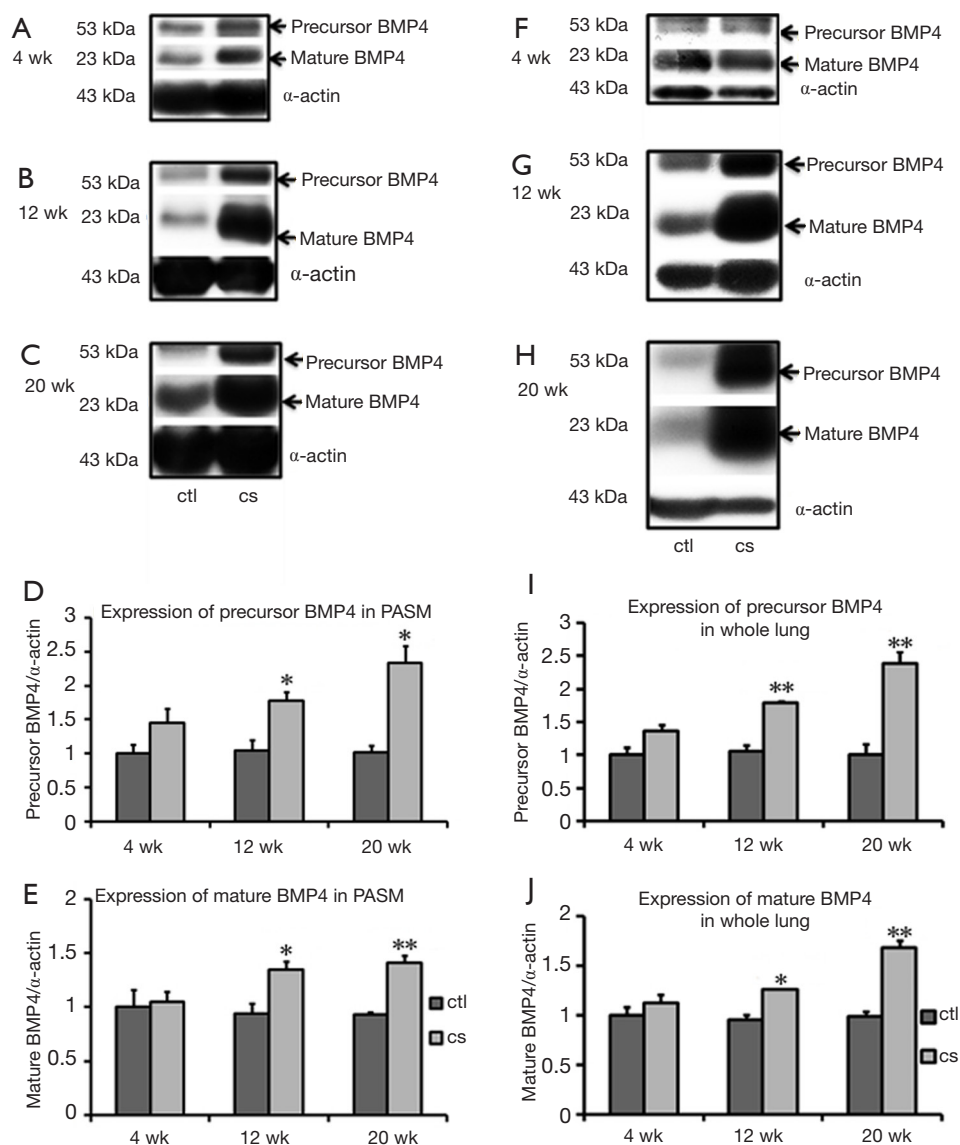 A
4 wk
53 kDa
Precursor BMP4
23 kDa
Mature BMP4
43 kDa
α-actin
B
12 wk
53 kDa
Precursor BMP4
23 kDa
Mature BMP4
43 kDa
α-actin
C
20 wk
53 kDa
Precursor BMP4
23 kDa
Mature BMP4
43 kDa
α-actin
ctl cs
F
4 wk
53 kDa
Precursor BMP4
23 kDa
Mature BMP4
43 kDa
α-actin
G
12 wk
53 kDa
Precursor BMP4
23 kDa
Mature BMP4
43 kDa
α-actin
H
20 wk
53 kDa
Precursor BMP4
23 kDa
Mature BMP4
43 kDa
α-actin
ctl cs
D
Expression of precursor BMP4 in PASM
Precursor BMP4/α-actin
3
2.5
2
1.5
1
0.5
0
*
*
4 wk 12 wk 20 wk
I
Expression of precursor BMP4
in whole lung
Precursor BMP4/α-actin
3
2.5
2
1.5
1
0.5
0
**
**
4 wk 12 wk 20 wk
E
Expression of mature BMP4 in PASM
Mature BMP4/α-actin
2
1.5
1
0.5
0
*
**
ctl
cs
4 wk 12 wk 20 wk
J
Expression of mature BMP4
in whole lung
Mature BMP4/α-actin
2
1.5
1
0.5
0
*
**
ctl
cs
4 wk 12 wk 20 wk